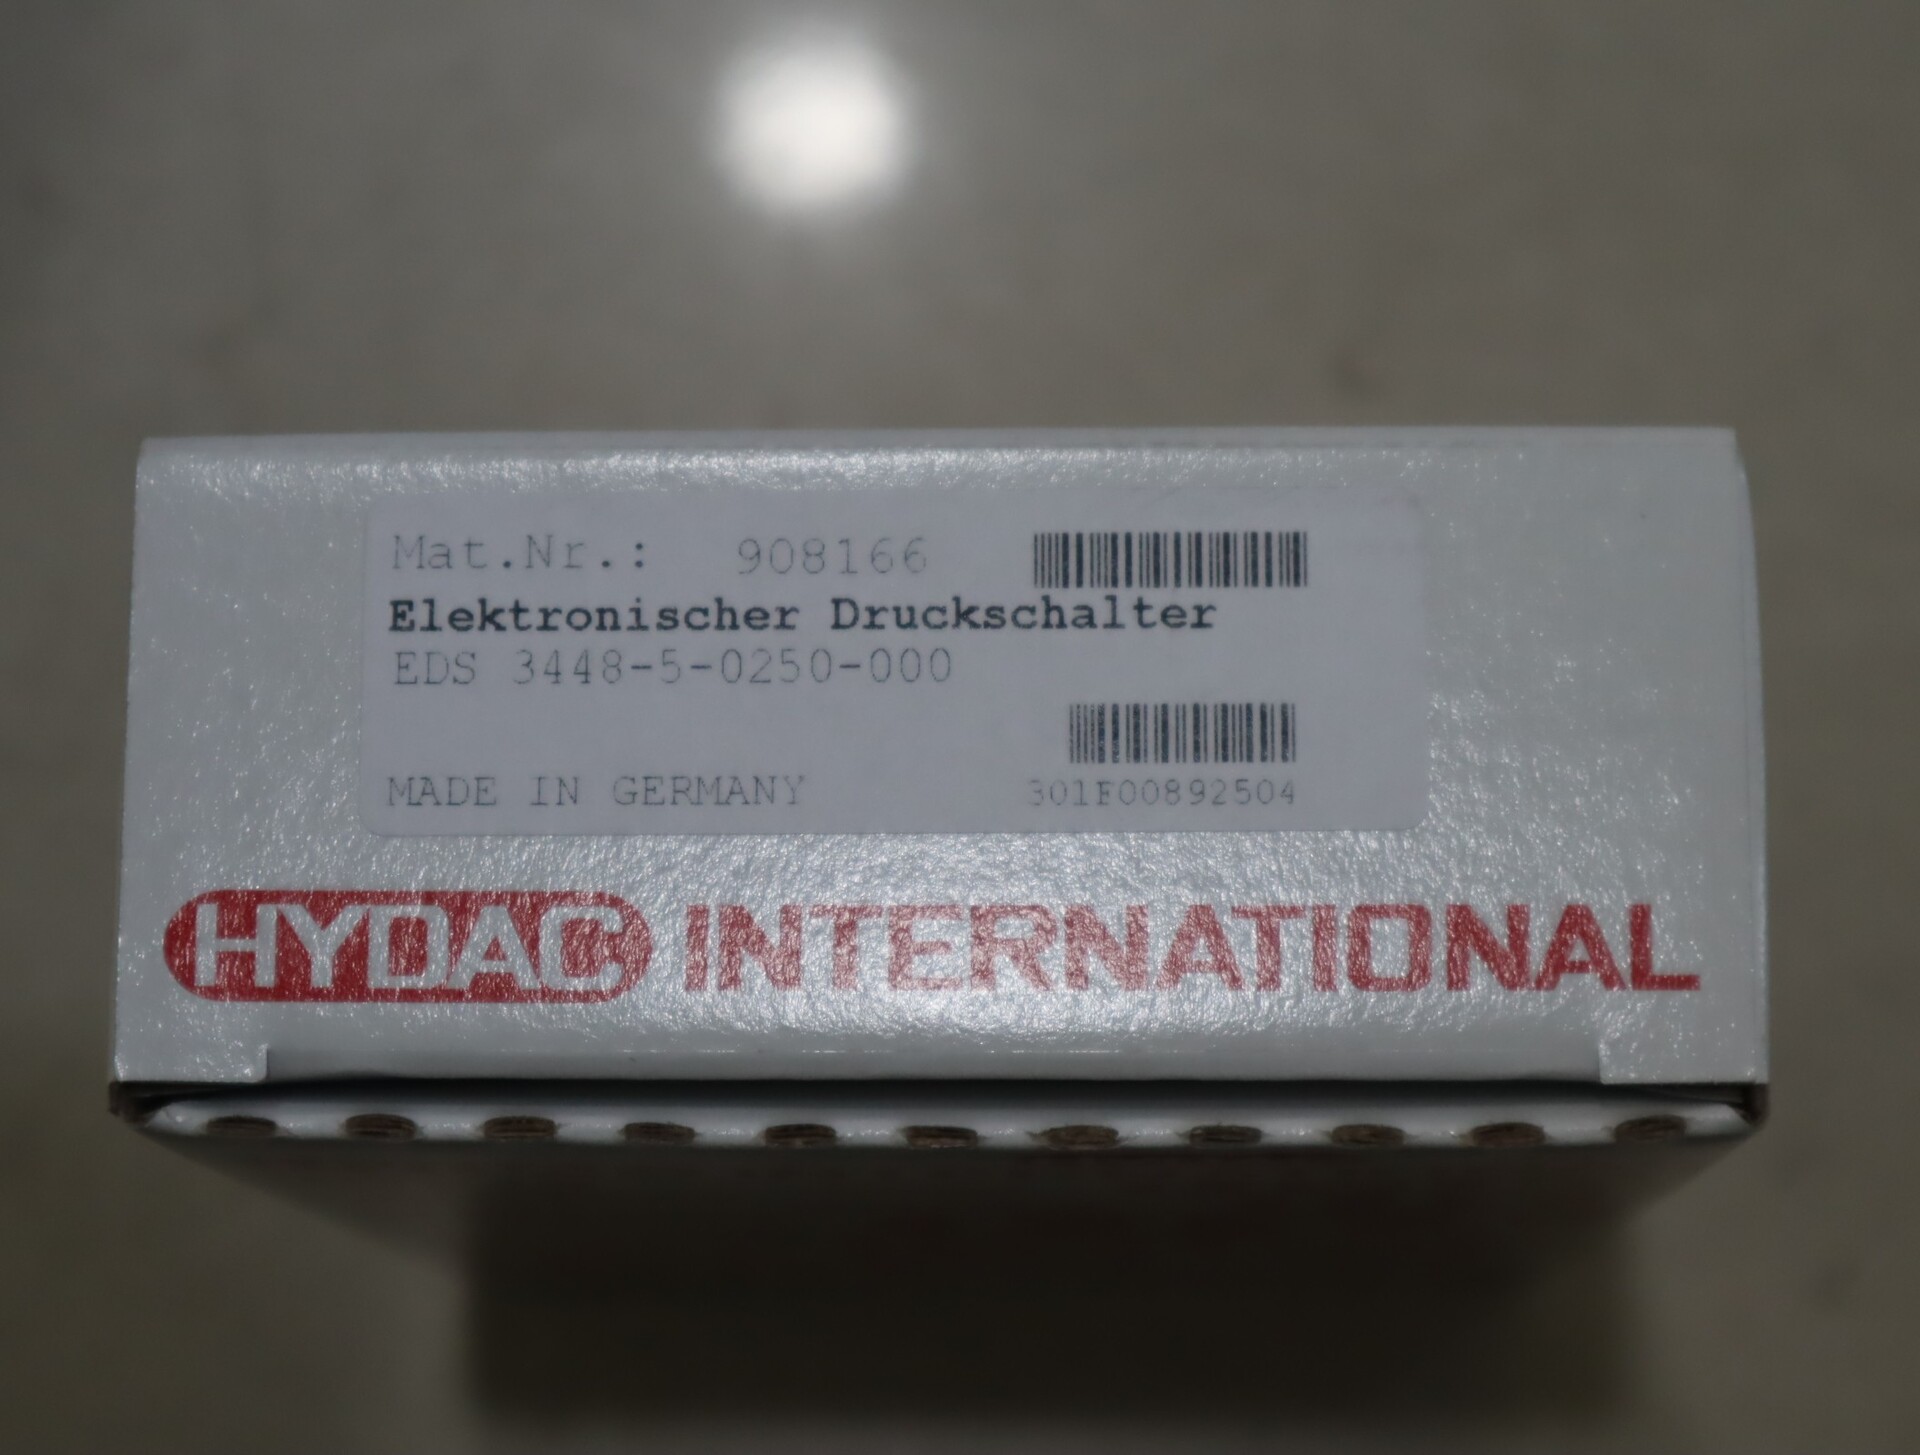 Mat.Nr.: 908166
Elektronischer Druckschalter
EDS 3448-5-0250-000
MADE IN GERMANY 301F00892504
HYDAC INTERNATIONAL